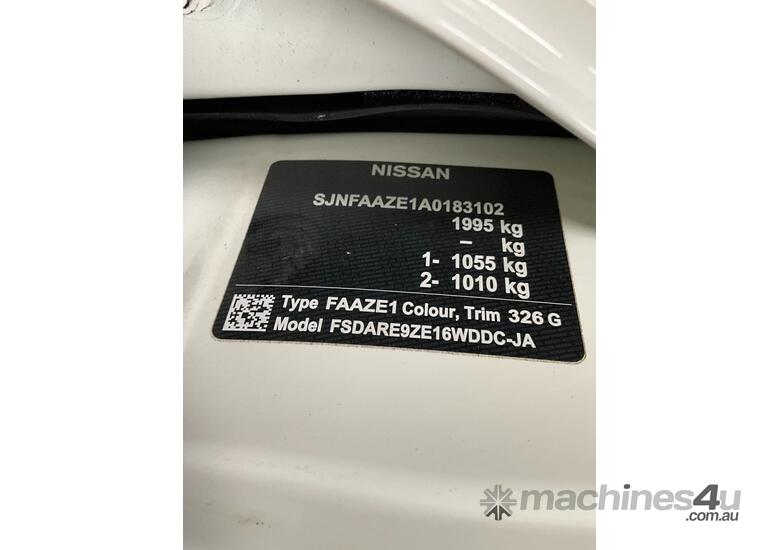 NISSAN
SJNFAAZE1A0183102
1995 kg
– kg
1- 1055 kg
2- 1010 kg
Type FAAZE1 Colour, Trim 326 G
Model FSDARE9ZE16WDDC-JA
machines4u
.com.au